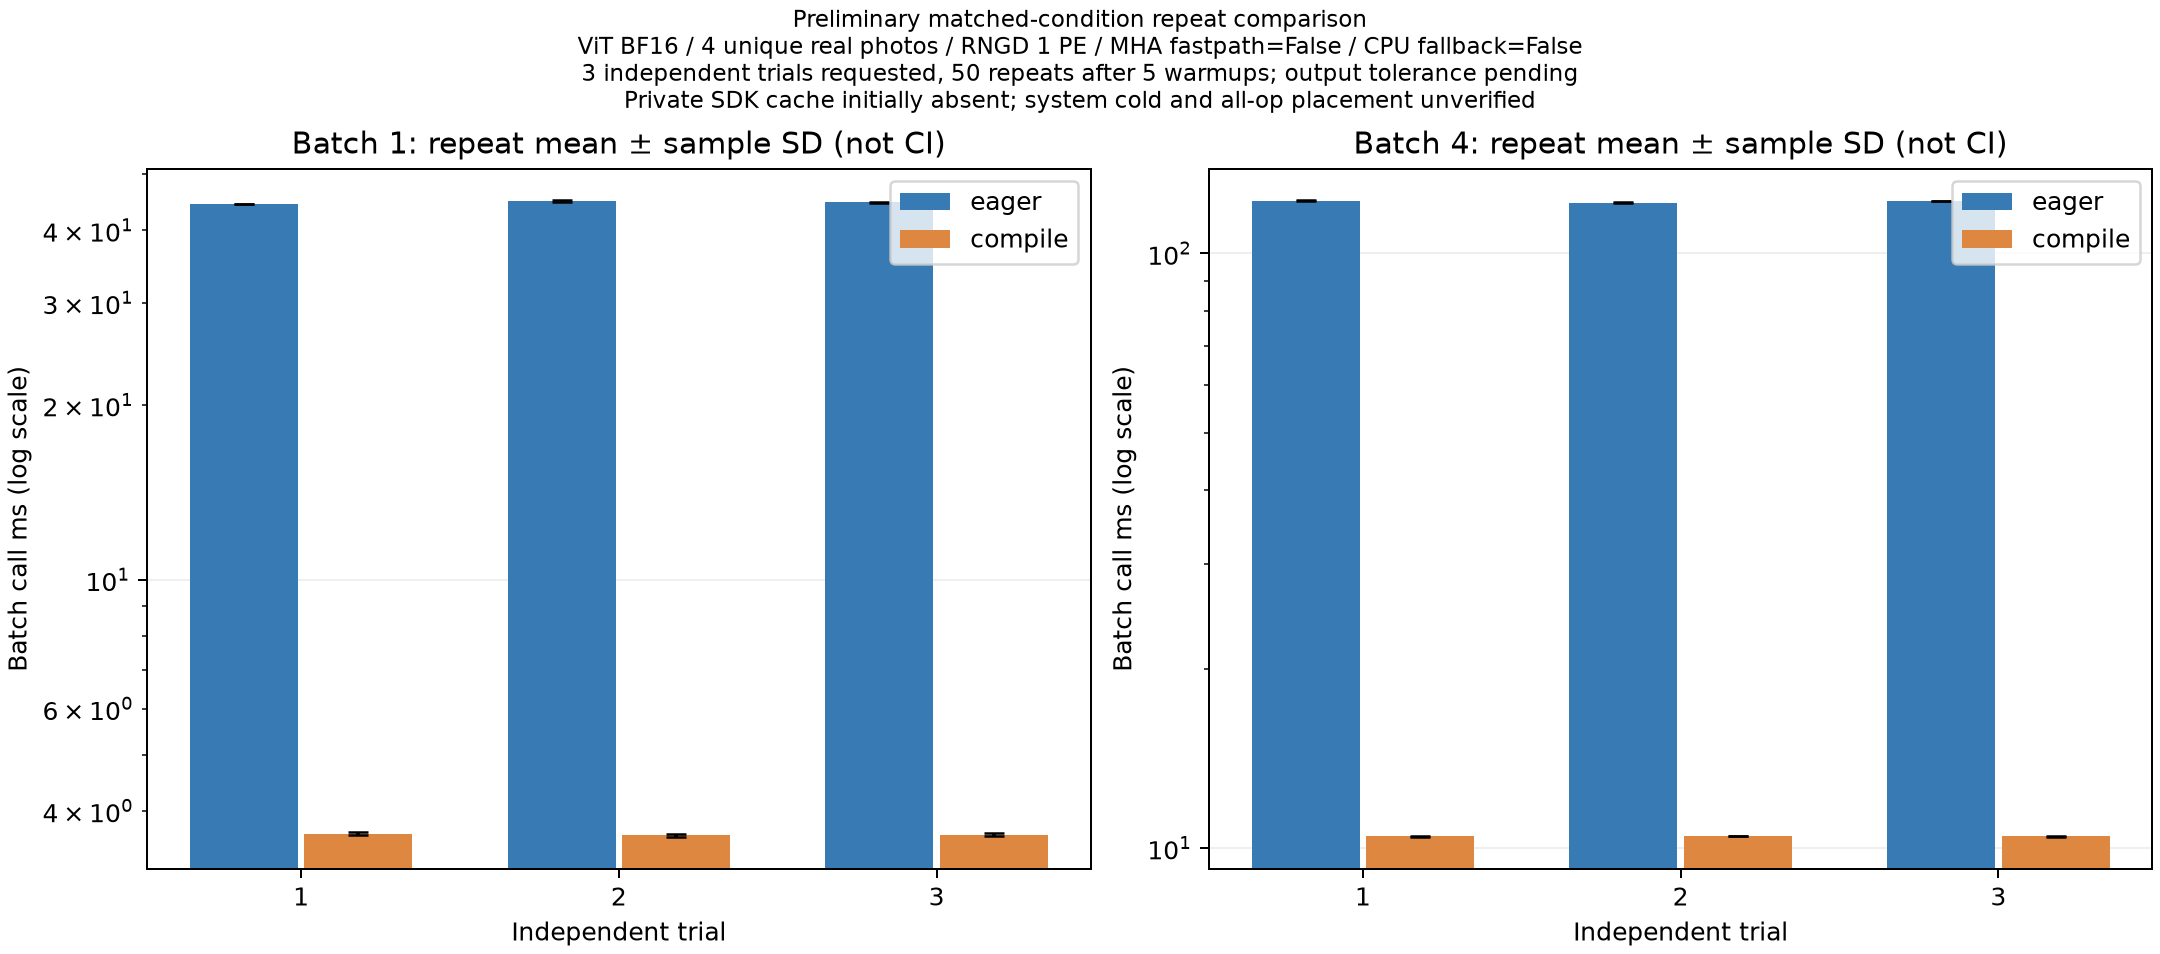 Preliminary matched-condition repeat comparison
ViT BF16 / 4 unique real photos / RNGD 1 PE / MHA fastpath=False / CPU fallback=False
3 independent trials requested, 50 repeats after 5 warmups; output tolerance pending
Private SDK cache initially absent; system cold and all-op placement unverified
Batch 1: repeat mean ± sample SD (not CI)
eager
compile
4 × 10¹
3 × 10¹
2 × 10¹
10¹
6 × 10⁰
4 × 10⁰
Batch call ms (log scale)
1 2 3
Independent trial
Batch 4: repeat mean ± sample SD (not CI)
eager
compile
10²
10¹
Batch call ms (log scale)
1 2 3
Independent trial